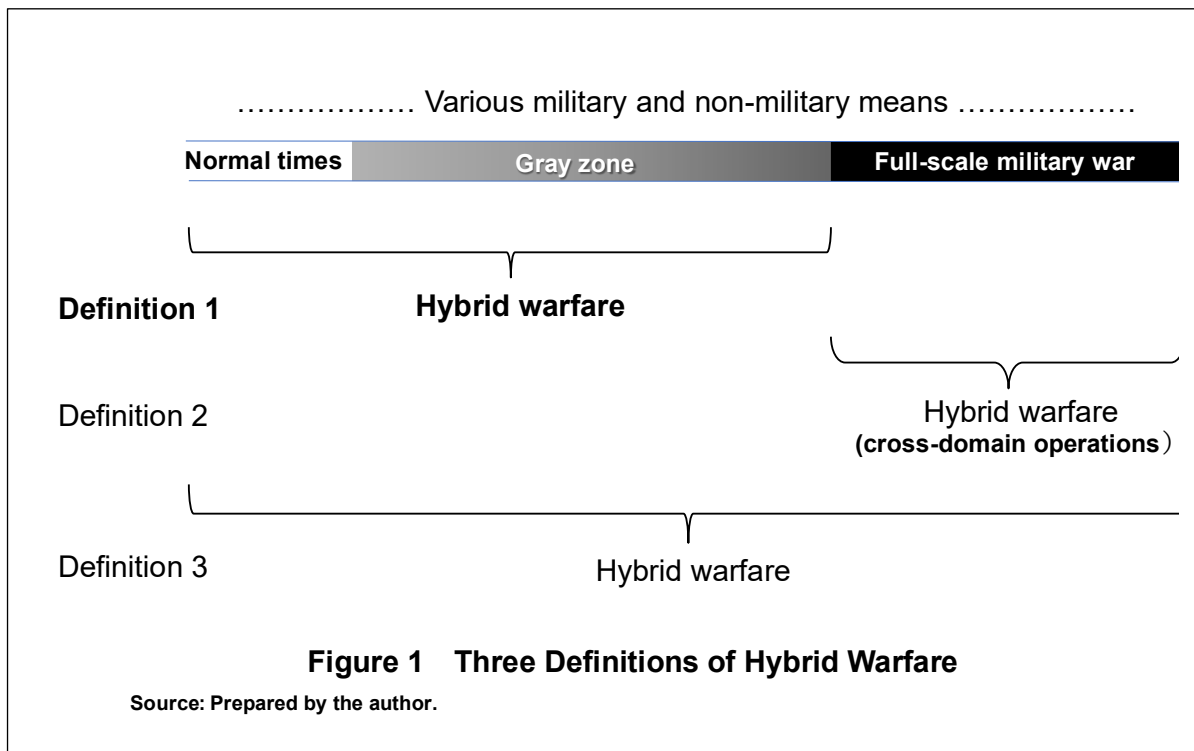 ……………… Various military and non-military means ………………
Normal times Gray zone Full-scale military war
Definition 1 Hybrid warfare
Definition 2 Hybrid warfare
(cross-domain operations）
Definition 3 Hybrid warfare
Figure 1 Three Definitions of Hybrid Warfare
Source: Prepared by the author.